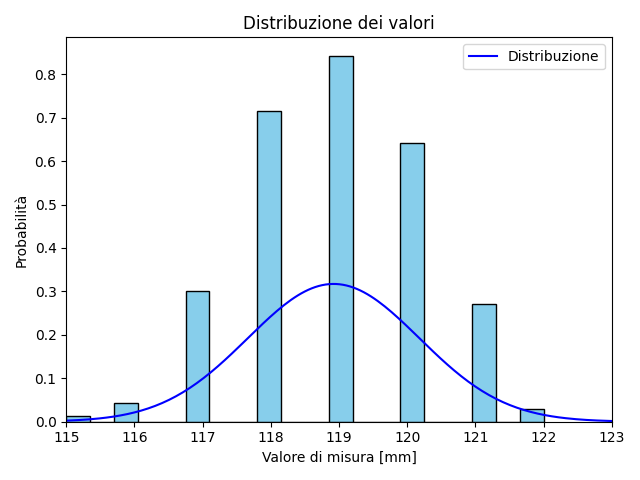 Distribuzione dei valori
Distribuzione
Probabilità
0.8
0.7
0.6
0.5
0.4
0.3
0.2
0.1
0.0
115 116 117 118 119 120 121 122 123
Valore di misura [mm]